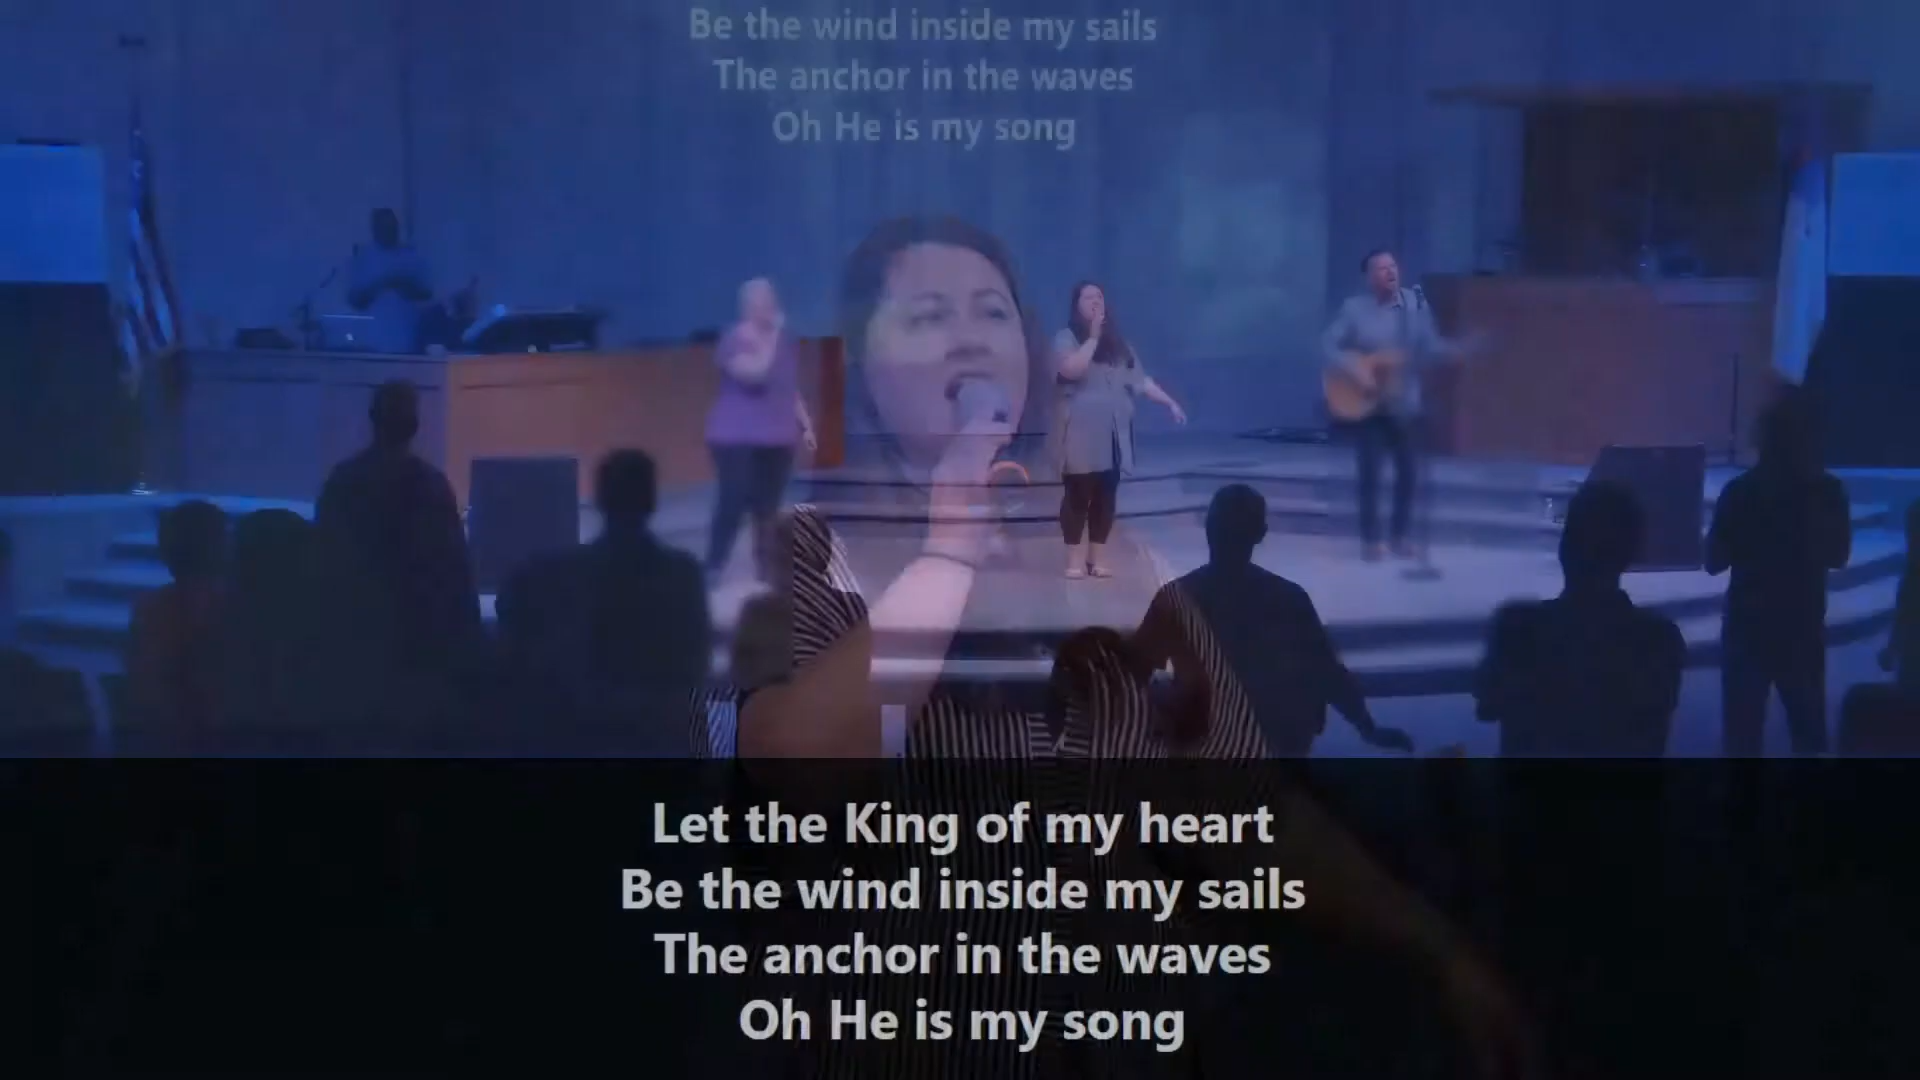 Be the wind inside my sails
The anchor in the waves
Oh He is my song
Let the King of my heart
Be the wind inside my sails
The anchor in the waves
Oh He is my song